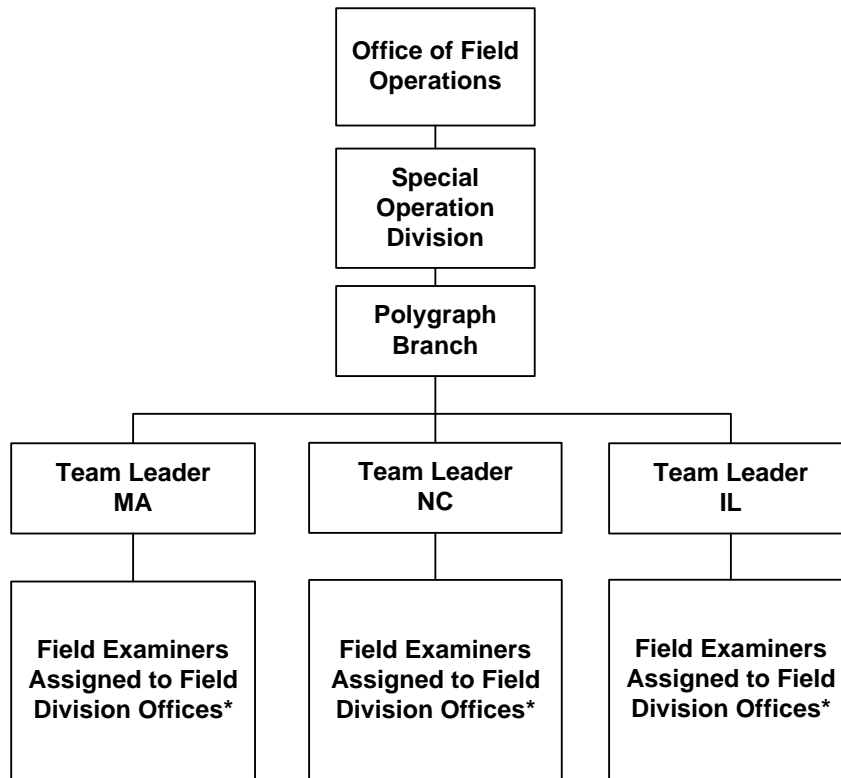 Office of Field
Operations
Special
Operation
Division
Polygraph
Branch
Team Leader
MA
Team Leader
NC
Team Leader
IL
Field Examiners
Assigned to Field
Division Offices*
Field Examiners
Assigned to Field
Division Offices*
Field Examiners
Assigned to Field
Division Offices*